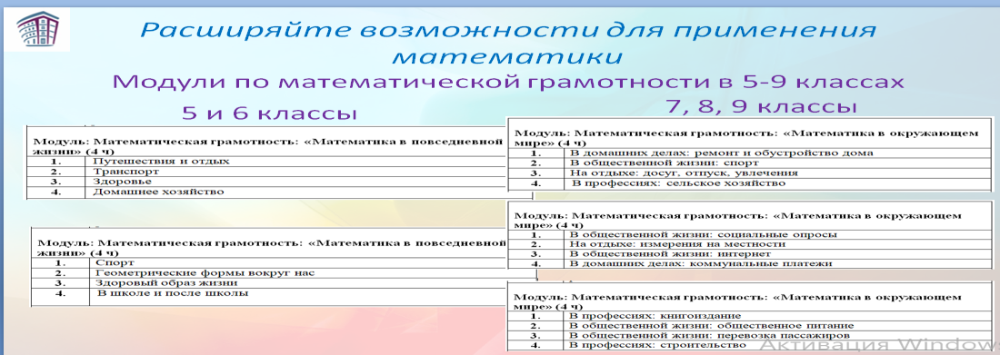 Расширяйте возможности для применения
математики
Модули по математической грамотности в 5-9 классах
5 и 6 классы
Модуль: Математическая грамотность: «Математика в повседневной
жизни» (4 ч)
1. Путешествия и отдых
2. Транспорт
3. Здоровье
4. Домашнее хозяйство
Модуль: Математическая грамотность: «Математика в повседневной
жизни» (4 ч)
1. Спорт
2. Геометрические формы вокруг нас
3. Здоровый образ жизни
4. В школе и после школы
7, 8, 9 классы
Модуль: Математическая грамотность: «Математика в окружающем
мире» (4 ч)
1. В домашних делах: ремонт и обустройство дома
2. В общественной жизни: спорт
3. На отдыхе: досуг, отпуск, увлечения
4. В профессиях: сельское хозяйство
Модуль: Математическая грамотность: «Математика в окружающем
мире» (4 ч)
1. В общественной жизни: социальные опросы
2. На отдыхе: измерения на местности
3. В общественной жизни: интернет
4. В домашних делах: коммунальные платежи
Модуль: Математическая грамотность: «Математика в окружающем
мире» (4 ч)
1. В профессиях: книгоиздание
2. В общественной жизни: общественное питание
3. В общественной жизни: перевозка пассажиров
4. В профессиях: строительство
Активация Window